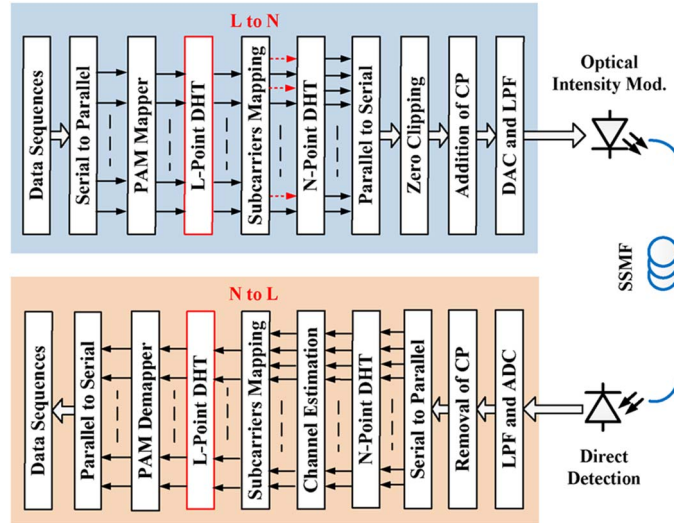 L to N
Data Sequences
Serial to Parallel
PAM Mapper
L-Point DHT
Subcarriers Mapping
N-Point DHT
Parallel to Serial
Zero Clipping
Addition of CP
DAC and LPF
Optical
Intensity Mod.
SSMF
N to L
Data Sequences
Parallel to Serial
PAM Demapper
L-Point DHT
Subcarriers Mapping
Channel Estimation
N-Point DHT
Serial to Parallel
Removal of CP
LPF and ADC
Direct
Detection